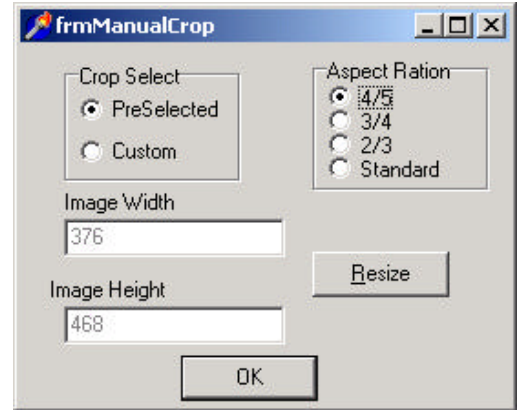 frmManualCrop
Crop Select
PreSelected
Custom
Aspect Ration
4/5
3/4
2/3
Standard
Image Width
376
Image Height
468
Resize
OK